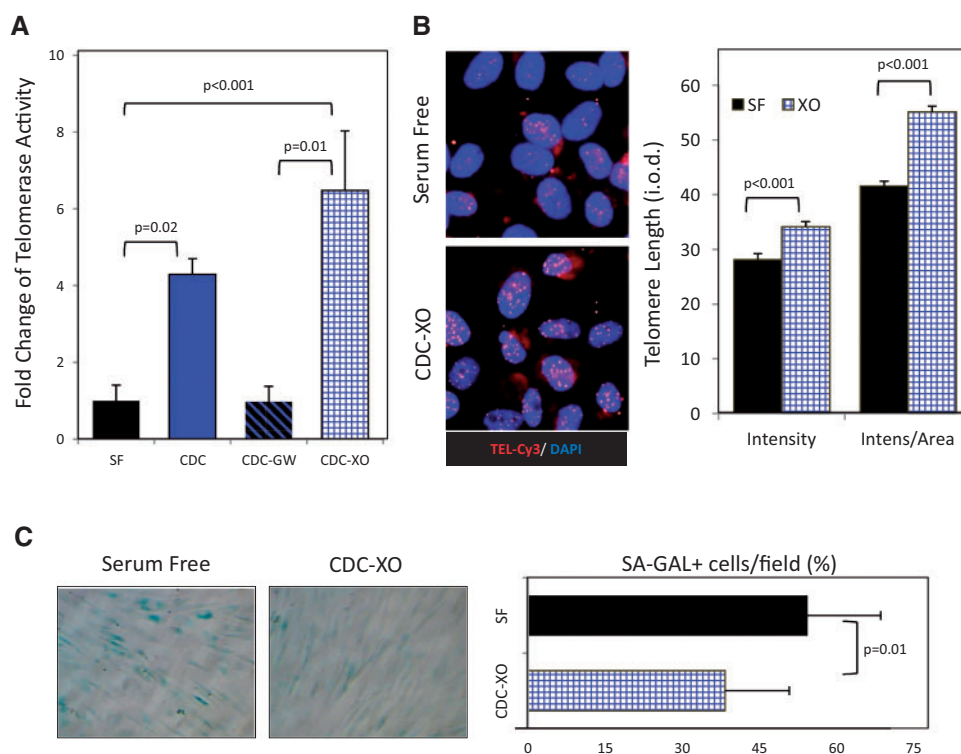 A
Fold Change of Telomerase Activity
10
8
6
4
2
0
p<0.001
p=0.01
p=0.02
SF CDC CDC-GW CDC-XO
B
Serum Free
CDC-XO
TEL-Cy3/ DAPI
Telomere Length (i.o.d.)
60
50
40
30
20
10
0
p<0.001
SF XO
p<0.001
Intensity Intens/Area
C
Serum Free
CDC-XO
SA-GAL+ cells/field (%)
SF
CDC-XO
p=0.01
0 15 30 45 60 75